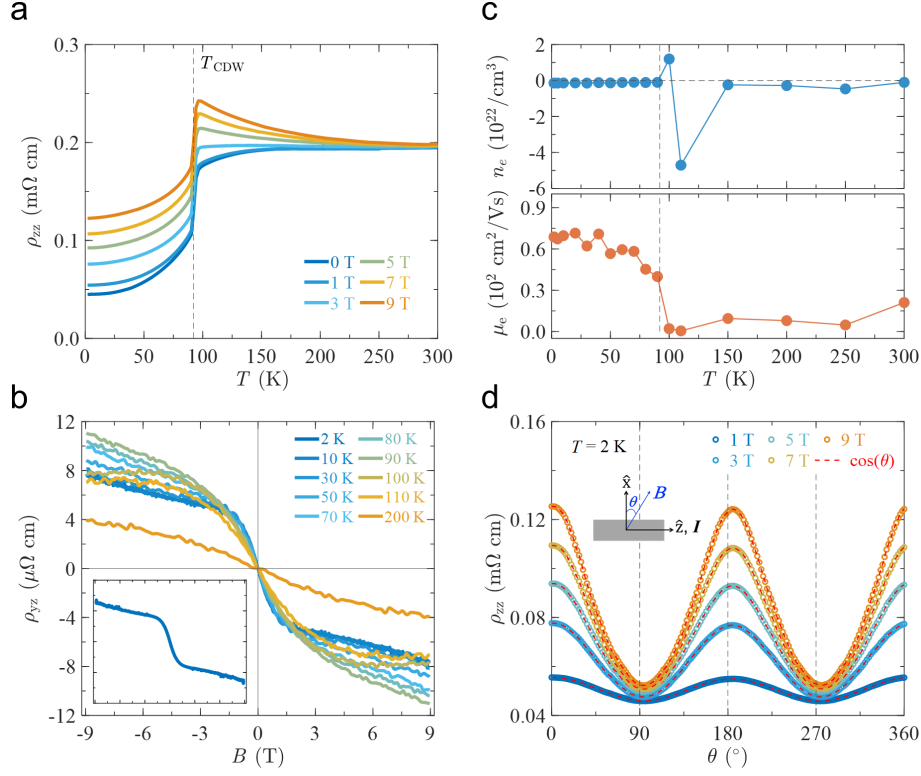 a
0.3
0.2
0.1
0.0
ρzz (mΩ cm)
TCDW
0 T
1 T
3 T
5 T
7 T
9 T
0 50 100 150 200 250 300
T (K)
c
2
0
-2
-4
-6
ne (10²²/cm³)
0.9
0.6
0.3
0.0
μe (10² cm²/Vs)
0 50 100 150 200 250 300
T (K)
b
12
8
4
0
-4
-8
-12
ρyz (μΩ cm)
2 K
10 K
30 K
50 K
70 K
80 K
90 K
100 K
110 K
200 K
-9 -6 -3 0 3 6 9
B (T)
d
0.16
0.12
0.08
0.04
ρzz (mΩ cm)
T = 2 K
1 T
3 T
5 T
7 T
9 T
cos(θ)
x̂
θ
B
ẑ, I
0 90 180 270 360
θ (°)